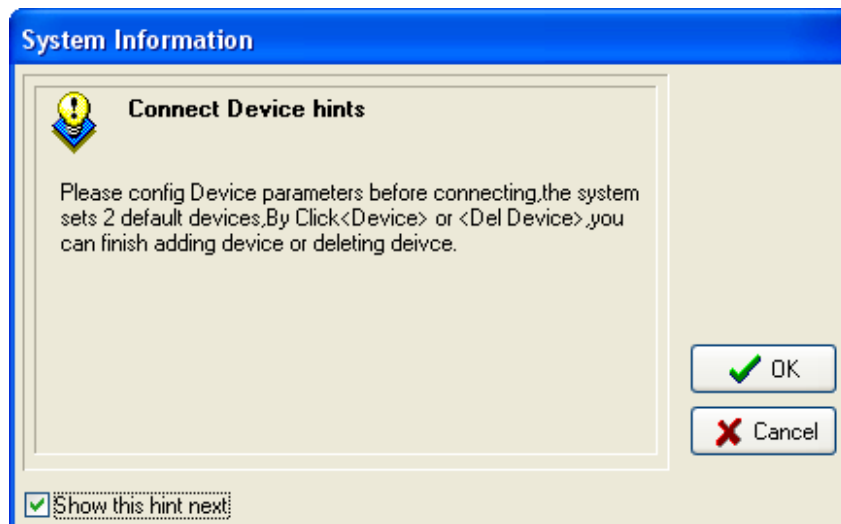 System Information
Connect Device hints
Please config Device parameters before connecting,the system
sets 2 default devices,By Click<Device> or <Del Device>,you
can finish adding device or deleting deivce.
OK
Cancel
Show this hint next